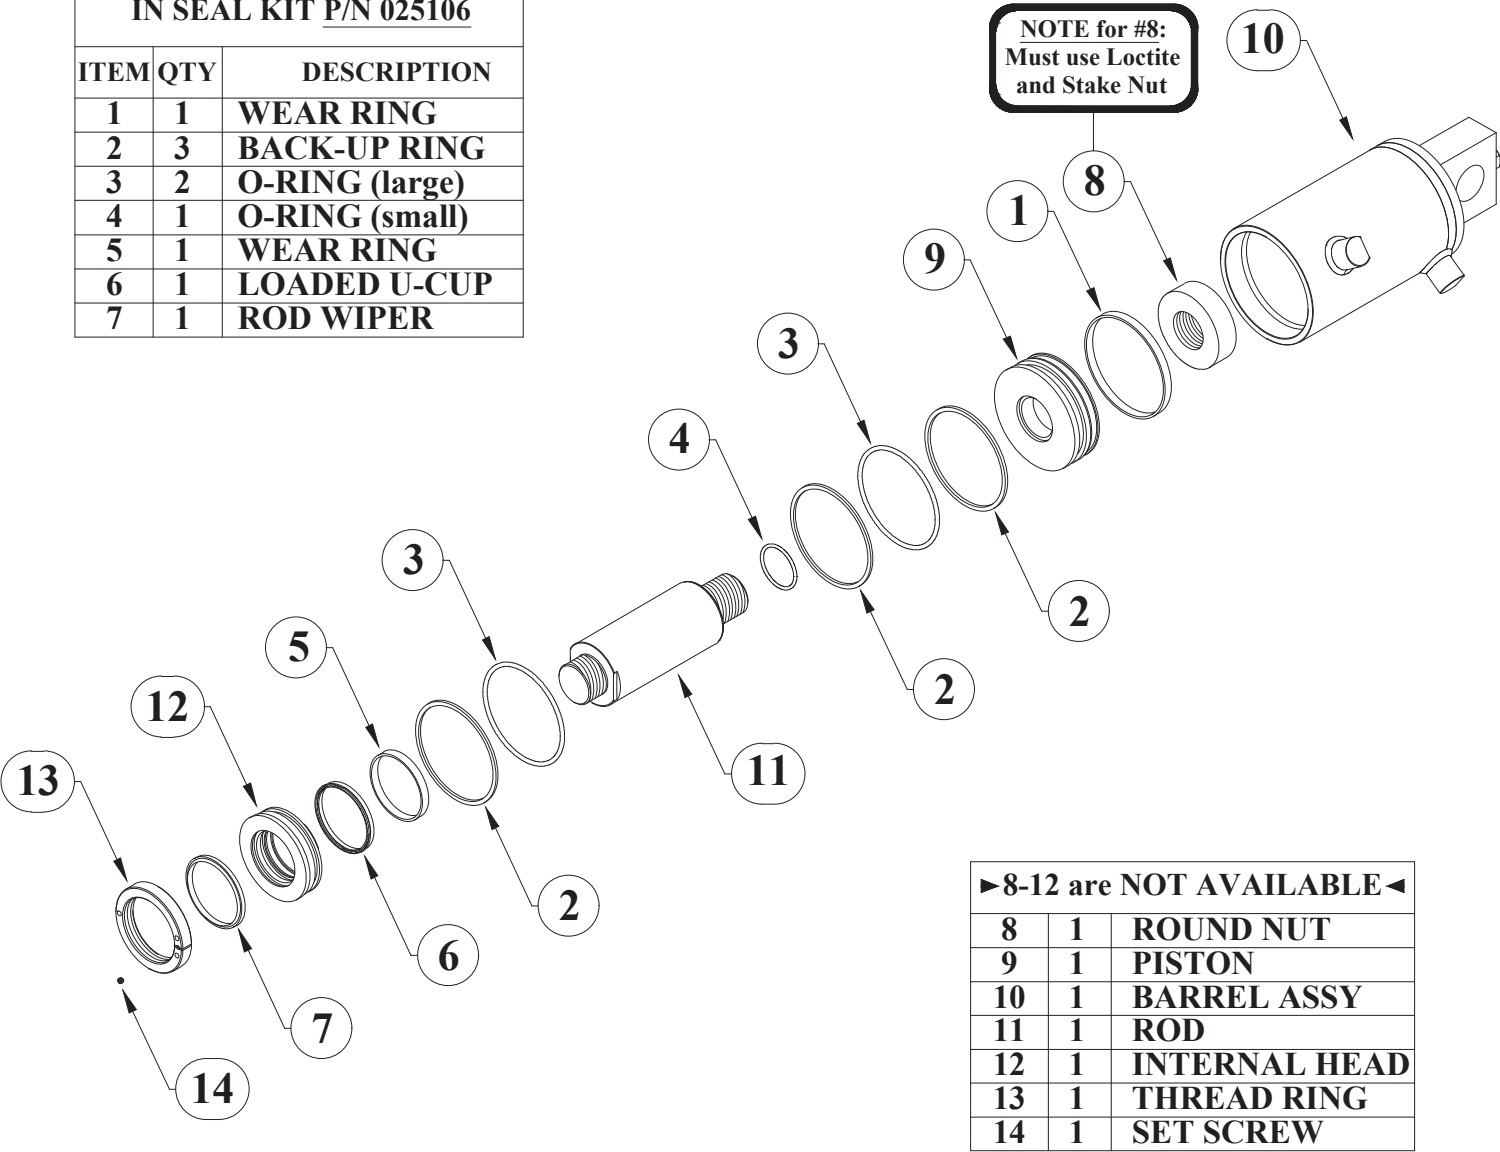 IN SEAL KIT P/N 025106
ITEM QTY DESCRIPTION
1 1 WEAR RING
2 3 BACK-UP RING
3 2 O-RING (large)
4 1 O-RING (small)
5 1 WEAR RING
6 1 LOADED U-CUP
7 1 ROD WIPER
NOTE for #8:
Must use Loctite
and Stake Nut
10
8
1
9
3
4
2
3
2
5
12
11
13
2
6
7
14
►8-12 are NOT AVAILABLE◄
8 1 ROUND NUT
9 1 PISTON
10 1 BARREL ASSY
11 1 ROD
12 1 INTERNAL HEAD
13 1 THREAD RING
14 1 SET SCREW